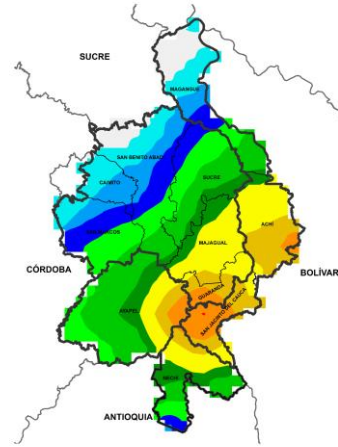 SUCRE
MAGANGUE
SAN BENITO ABAD
CAIMITO
SUCRE
ACHI
SAN MARCOS
MAJAGUAL
CÓRDOBA
BOLÍVAR
GUARANDA
AYAPEL
SAN JACINTO DEL CAUCA
NECHI
ANTIOQUIA